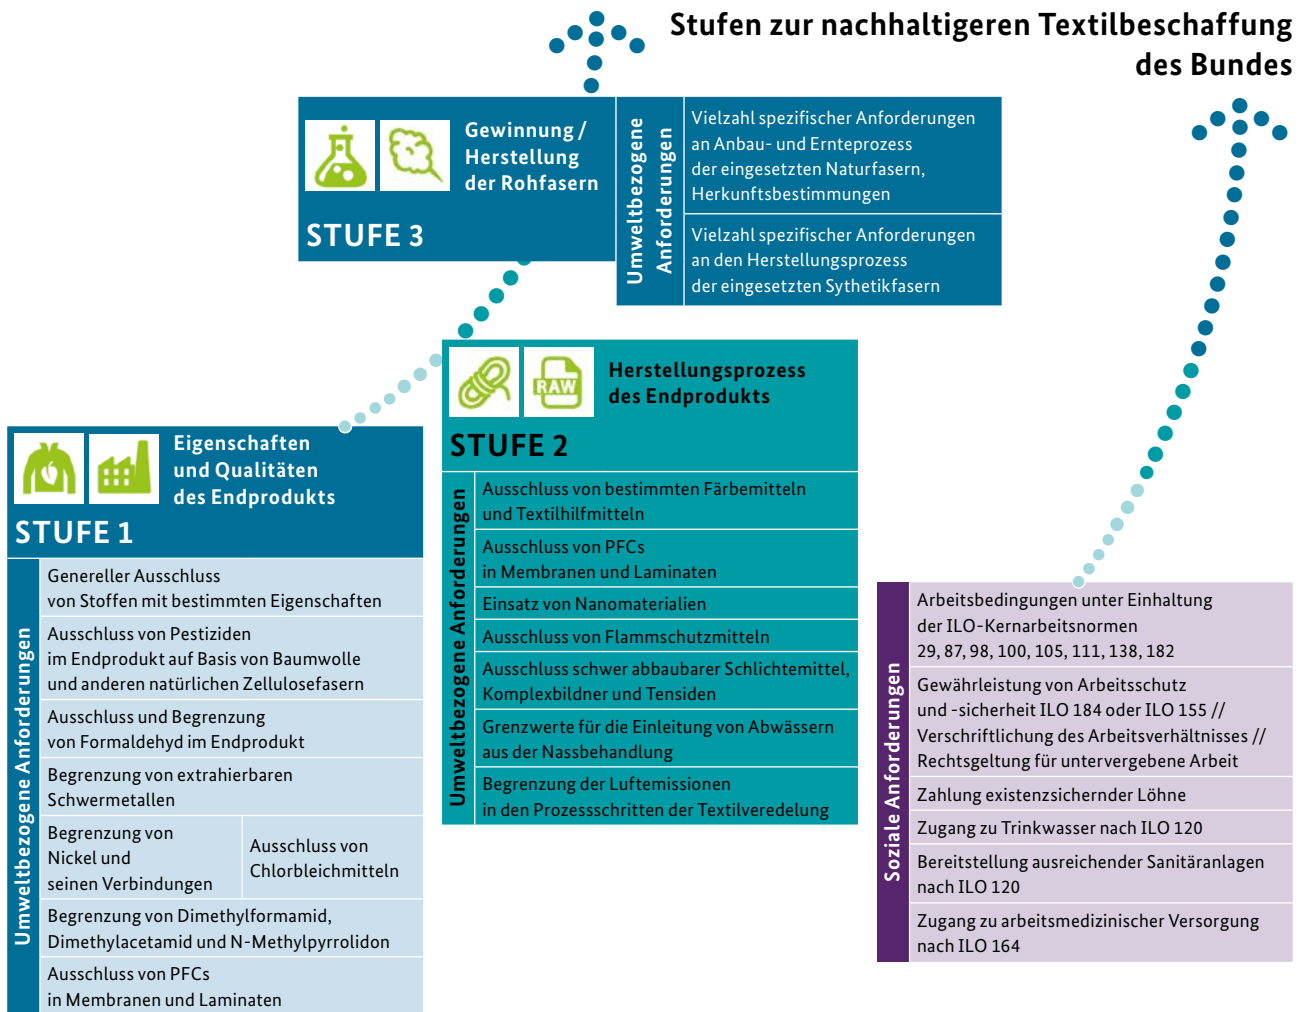 Stufen zur nachhaltigeren Textilbeschaffung
des Bundes
Gewinnung /
Herstellung
der Rohfasern
STUFE 3
Umweltbezogene
Anforderungen
Vielzahl spezifischer Anforderungen
an Anbau- und Ernteprozess
der eingesetzten Naturfasern,
Herkunftsbestimmungen
Vielzahl spezifischer Anforderungen
an den Herstellungsprozess
der eingesetzten Sythetikfasern
RAW
Herstellungsprozess
des Endprodukts
STUFE 2
Umweltbezogene Anforderungen
Ausschluss von bestimmten Färbemitteln
und Textilhilfmitteln
Ausschluss von PFCs
in Membranen und Laminaten
Einsatz von Nanomaterialien
Ausschluss von Flammschutzmitteln
Ausschluss schwer abbaubarer Schlichtemittel,
Komplexbildner und Tensiden
Grenzwerte für die Einleitung von Abwässern
aus der Nassbehandlung
Begrenzung der Luftemissionen
in den Prozessschritten der Textilveredelung
Eigenschaften
und Qualitäten
des Endprodukts
STUFE 1
Umweltbezogene Anforderungen
Genereller Ausschluss
von Stoffen mit bestimmten Eigenschaften
Ausschluss von Pestiziden
im Endprodukt auf Basis von Baumwolle
und anderen natürlichen Zellulosefasern
Ausschluss und Begrenzung
von Formaldehyd im Endprodukt
Begrenzung von extrahierbaren
Schwermetallen
Begrenzung von
Nickel und
seinen Verbindungen
Ausschluss von
Chlorbleichmitteln
Begrenzung von Dimethylformamid,
Dimethylacetamid und N-Methylpyrrolidon
Ausschluss von PFCs
in Membranen und Laminaten
Soziale Anforderungen
Arbeitsbedingungen unter Einhaltung
der ILO-Kernarbeitsnormen
29, 87, 98, 100, 105, 111, 138, 182
Gewährleistung von Arbeitsschutz
und -sicherheit ILO 184 oder ILO 155 //
Verschriftlichung des Arbeitsverhältnisses //
Rechtsgeltung für untervergebene Arbeit
Zahlung existenzsichernder Löhne
Zugang zu Trinkwasser nach ILO 120
Bereitstellung ausreichender Sanitäranlagen
nach ILO 120
Zugang zu arbeitsmedizinischer Versorgung
nach ILO 164